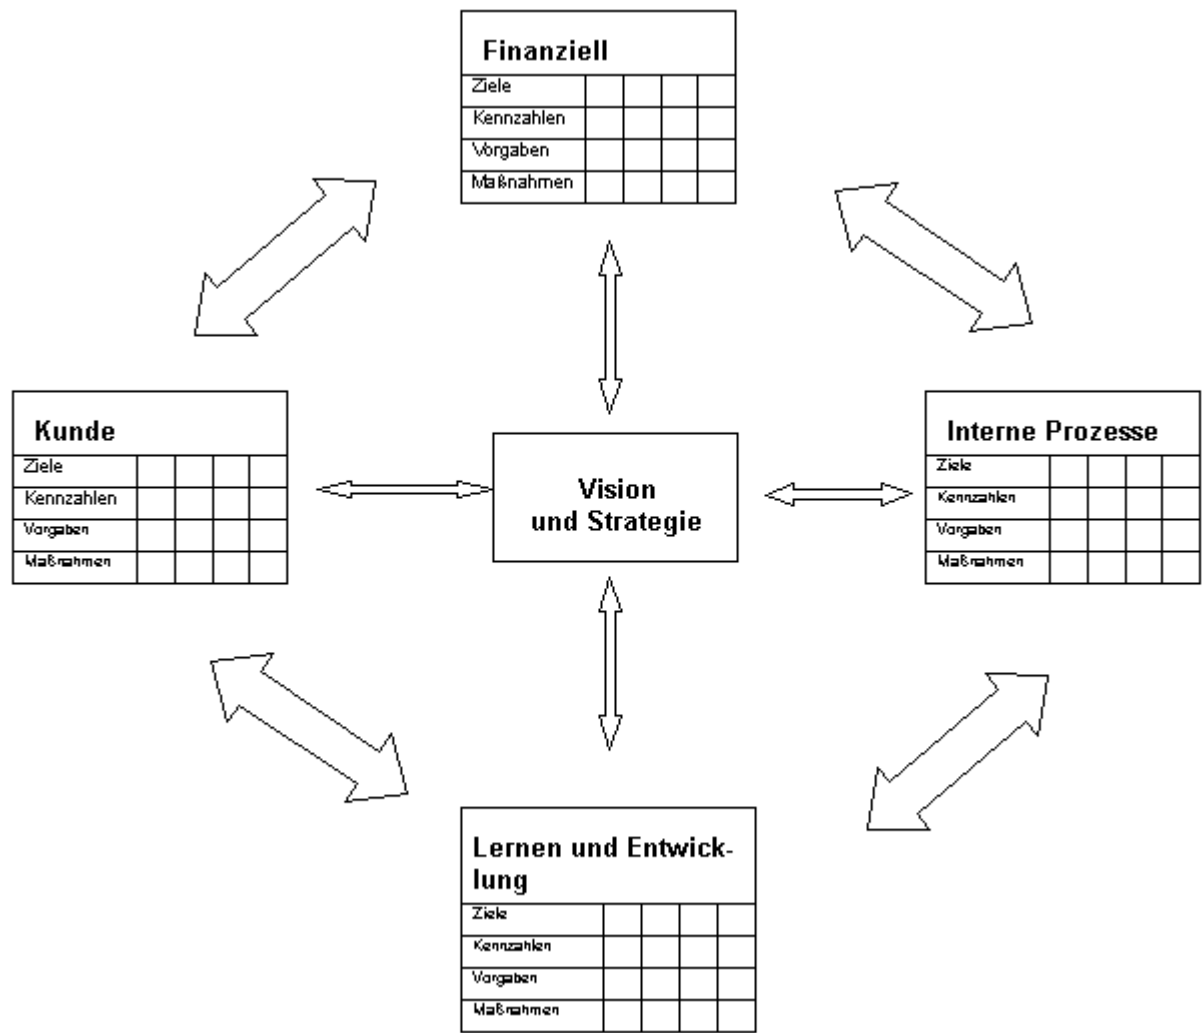 Finanziell
Ziele
Kennzahlen
Vorgaben
Maßnahmen
Kunde
Ziele
Kennzahlen
Vorgaben
Maßnahmen
Vision
und Strategie
Interne Prozesse
Ziele
Kennzahlen
Vorgaben
Maßnahmen
Lernen und Entwick-
lung
Ziele
Kennzahlen
Vorgaben
Maßnahmen